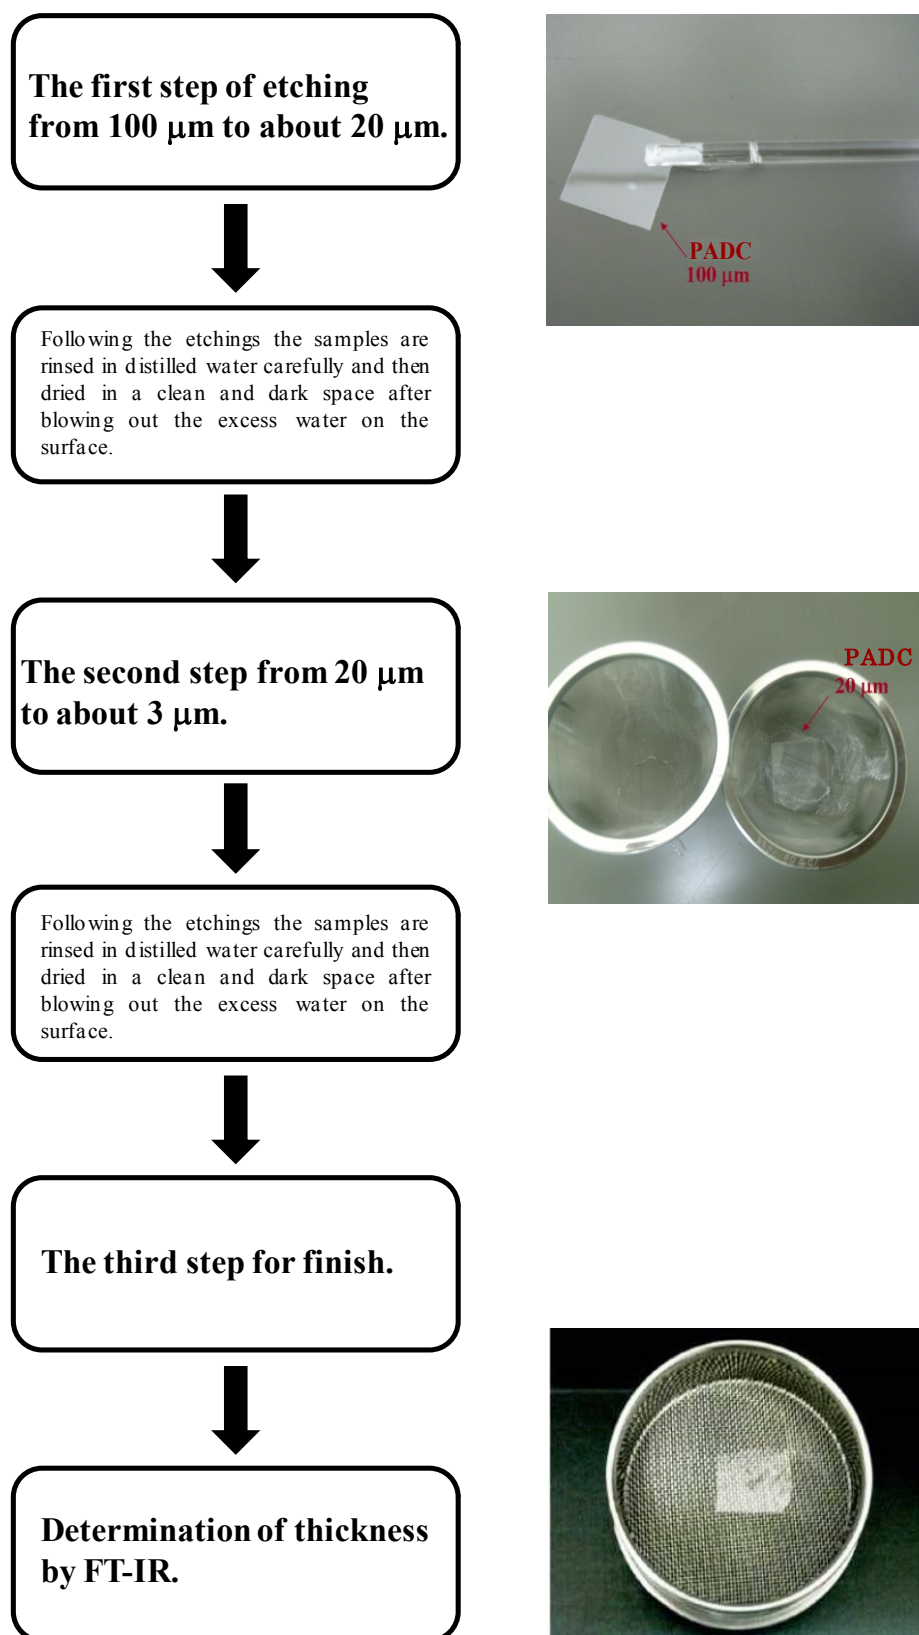 The first step of etching
from 100 μm to about 20 μm.
PADC
100 μm
Following the etchings the samples are
rinsed in distilled water carefully and then
dried in a clean and dark space after
blowing out the excess water on the
surface.
The second step from 20 μm
to about 3 μm.
PADC
20 μm
Following the etchings the samples are
rinsed in distilled water carefully and then
dried in a clean and dark space after
blowing out the excess water on the
surface.
The third step for finish.
Determination of thickness
by FT-IR.